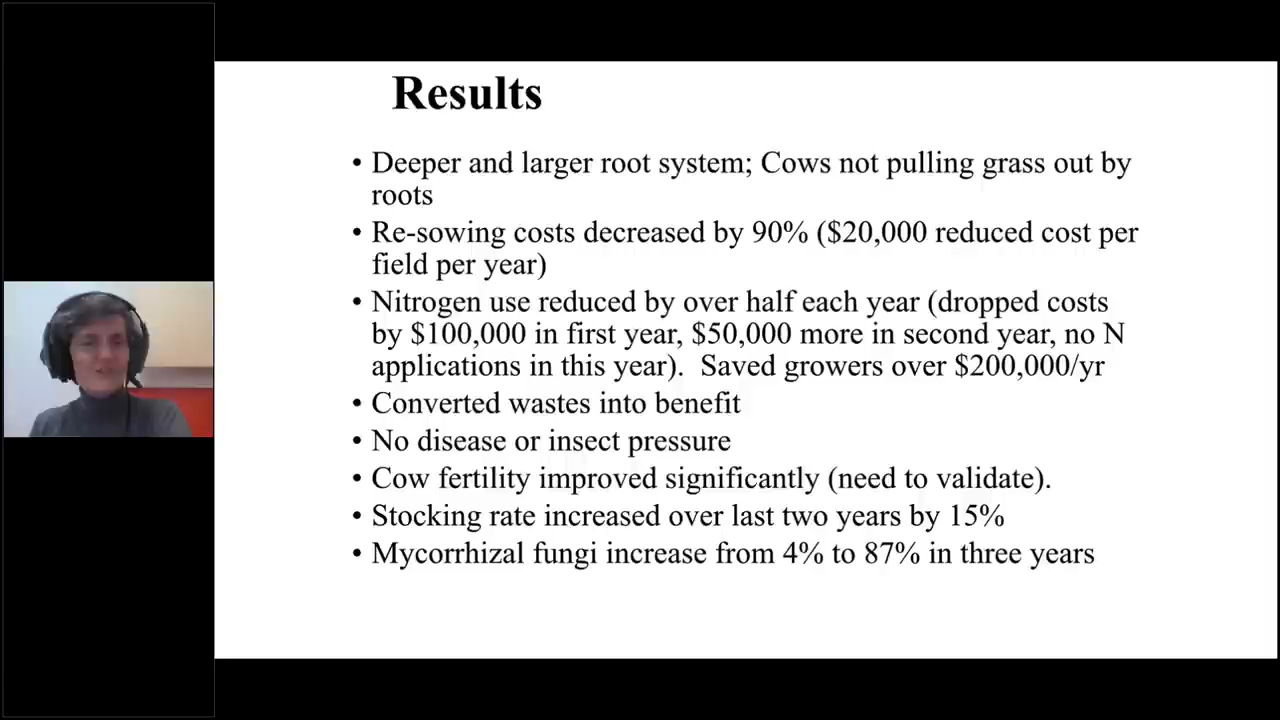 Results
• Deeper and larger root system; Cows not pulling grass out by
roots
• Re-sowing costs decreased by 90% ($20,000 reduced cost per
field per year)
• Nitrogen use reduced by over half each year (dropped costs
by $100,000 in first year, $50,000 more in second year, no N
applications in this year).  Saved growers over $200,000/yr
• Converted wastes into benefit
• No disease or insect pressure
• Cow fertility improved significantly (need to validate).
• Stocking rate increased over last two years by 15%
• Mycorrhizal fungi increase from 4% to 87% in three years